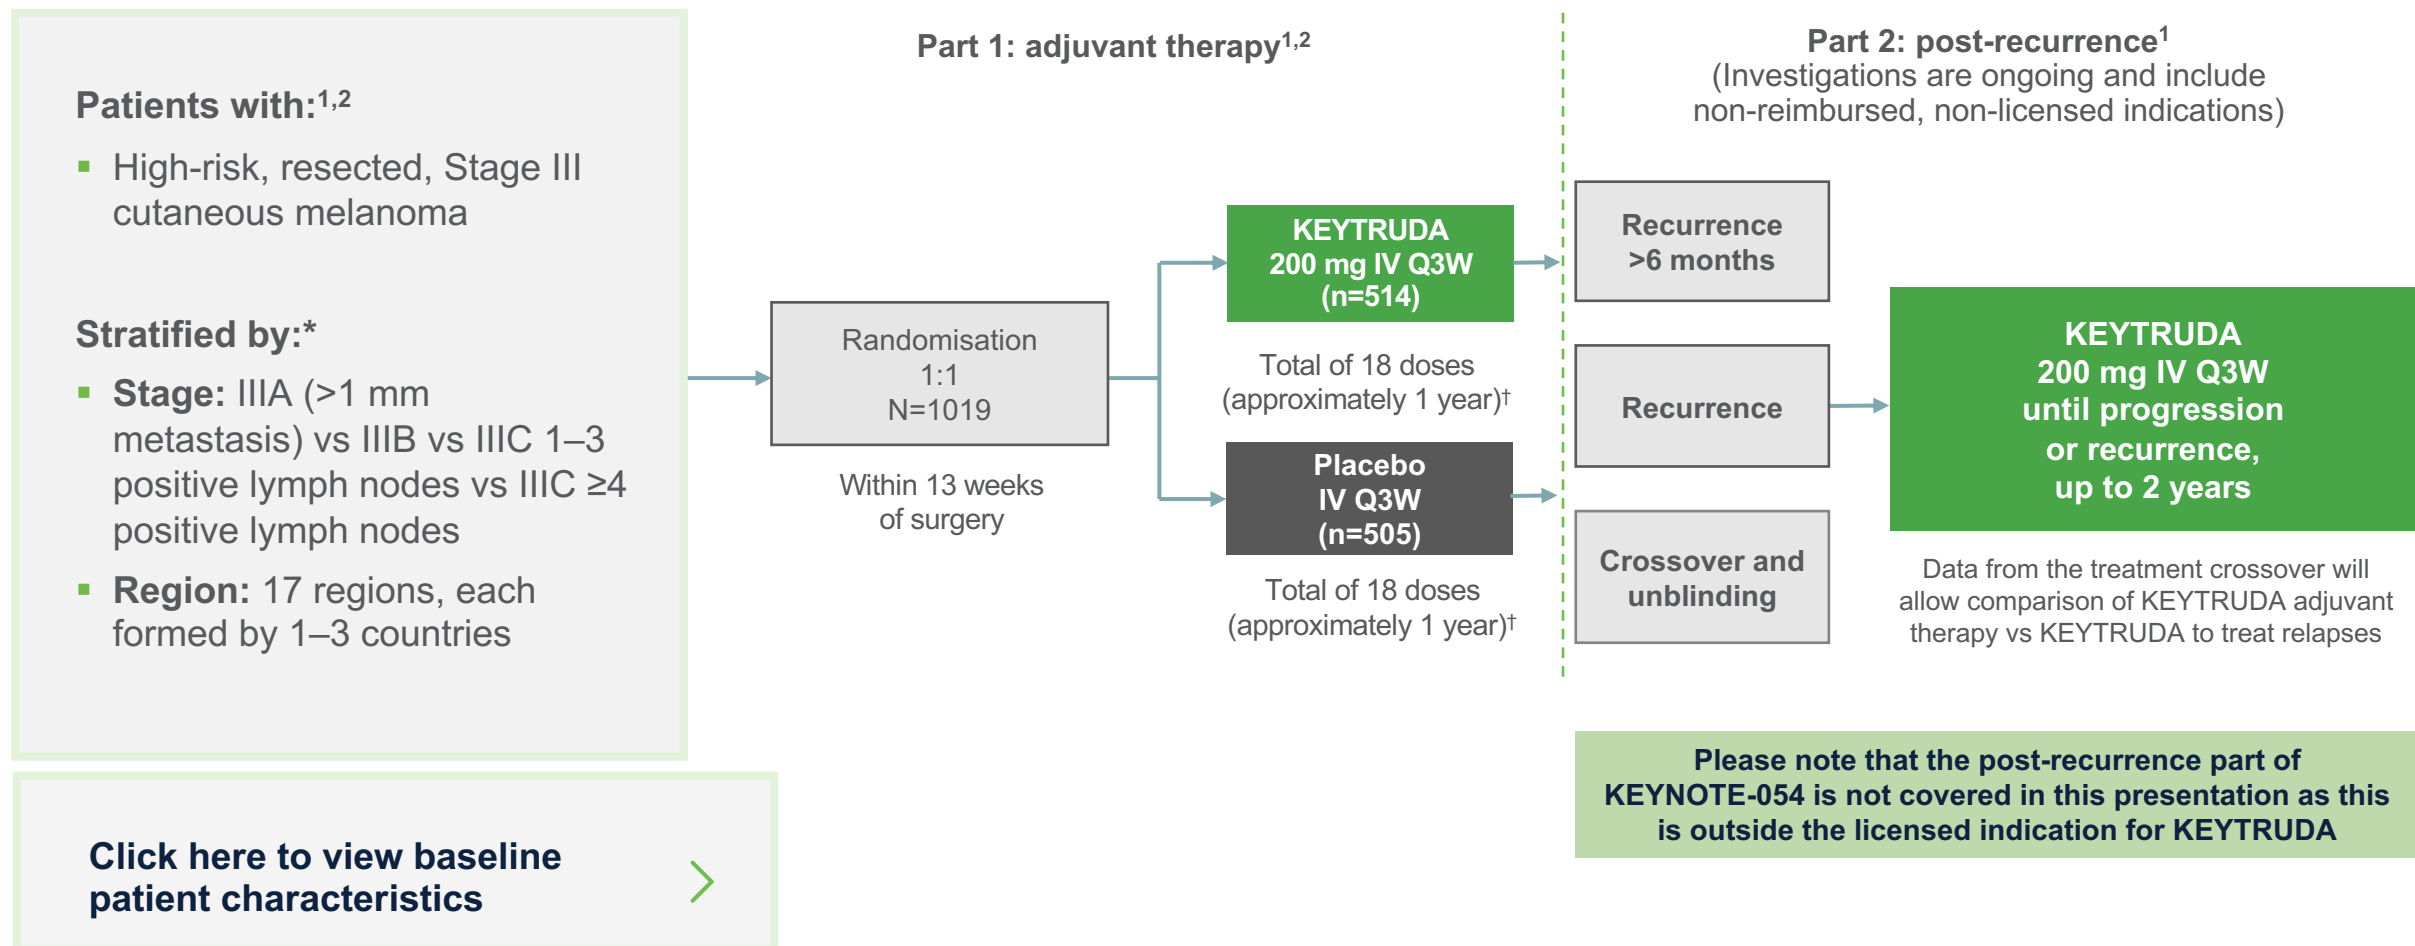 Patients with:1,2
▪ High-risk, resected, Stage III
cutaneous melanoma
Stratified by:*
▪ Stage: IIIA (>1 mm
metastasis) vs IIIB vs IIIC 1–3
positive lymph nodes vs IIIC ≥4
positive lymph nodes
▪ Region: 17 regions, each
formed by 1–3 countries
Click here to view baseline
patient characteristics
Part 1: adjuvant therapy1,2
Randomisation
1:1
N=1019
Within 13 weeks
of surgery
KEYTRUDA
200 mg IV Q3W
(n=514)
Total of 18 doses
(approximately 1 year)†
Placebo
IV Q3W
(n=505)
Total of 18 doses
(approximately 1 year)†
Part 2: post-recurrence1
(Investigations are ongoing and include
non-reimbursed, non-licensed indications)
Recurrence
>6 months
Recurrence
Crossover and
unblinding
KEYTRUDA
200 mg IV Q3W
until progression
or recurrence,
up to 2 years
Data from the treatment crossover will
allow comparison of KEYTRUDA adjuvant
therapy vs KEYTRUDA to treat relapses
Please note that the post-recurrence part of
KEYNOTE-054 is not covered in this presentation as this
is outside the licensed indication for KEYTRUDA